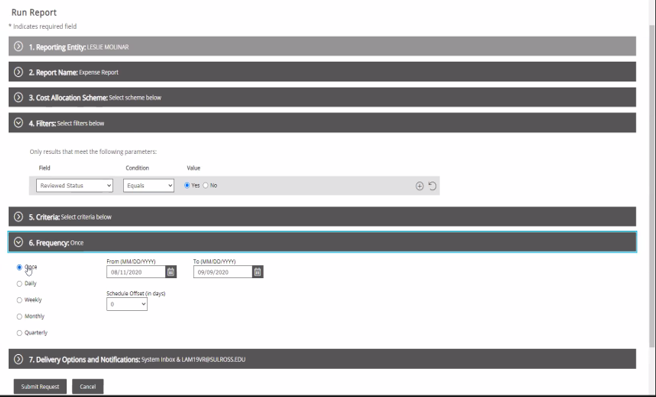 Run Report
* Indicates required field
1. Reporting Entity: LESLIE MOLINAR
2. Report Name: Expense Report
3. Cost Allocation Scheme: Select scheme below
4. Filters: Select filters below
Only results that meet the following parameters:
Field Condition Value
Reviewed Status Equals Yes No
5. Criteria: Select criteria below
6. Frequency: Once
Once From (MM/DD/YYYY) To (MM/DD/YYYY)
08/11/2020 09/09/2020
Daily
Schedule Offset (in days)
Weekly 0
Monthly
Quarterly
7. Delivery Options and Notifications: System Inbox & LAM19VR@SULROSS.EDU
Submit Request Cancel